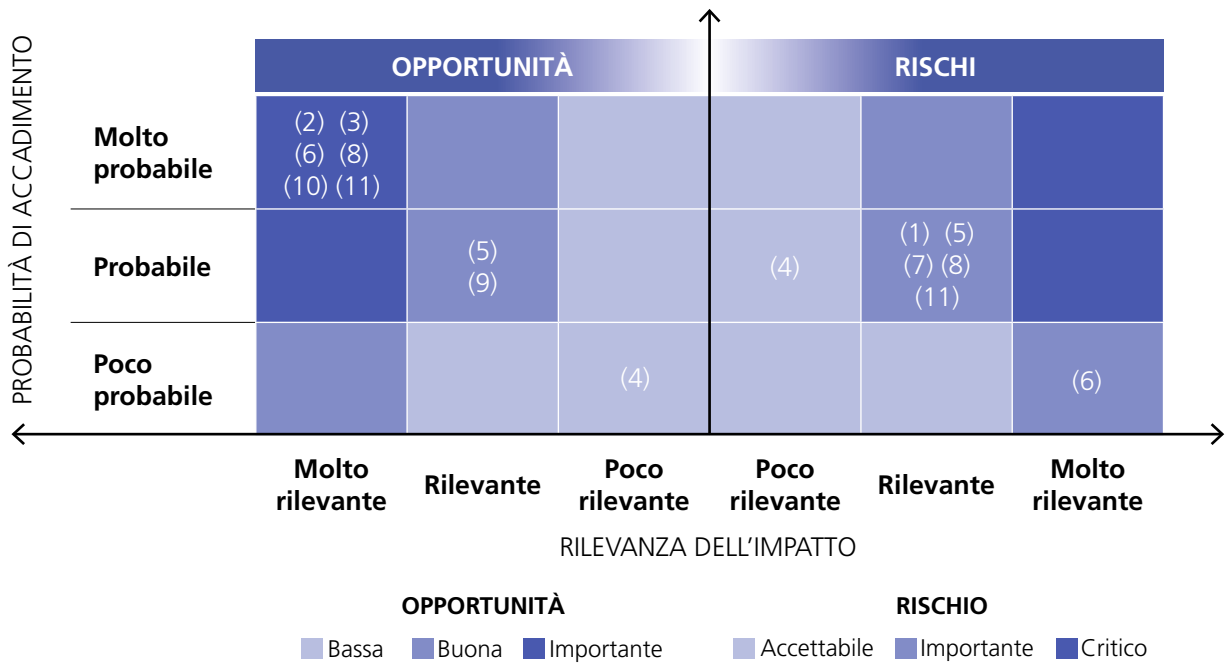 PROBABILITÀ DI ACCADIMENTO
OPPORTUNITÀ RISCHI
Molto
probabile
(2) (3)
(6) (8)
(10) (11)
Probabile
(5)
(9)
(4)
(1) (5)
(7) (8)
(11)
Poco
probabile
(4)
(6)
Molto
rilevante
Rilevante
Poco
rilevante
Poco
rilevante
Rilevante
Molto
rilevante
RILEVANZA DELL'IMPATTO
OPPORTUNITÀ
Bassa Buona Importante
RISCHIO
Accettabile Importante Critico